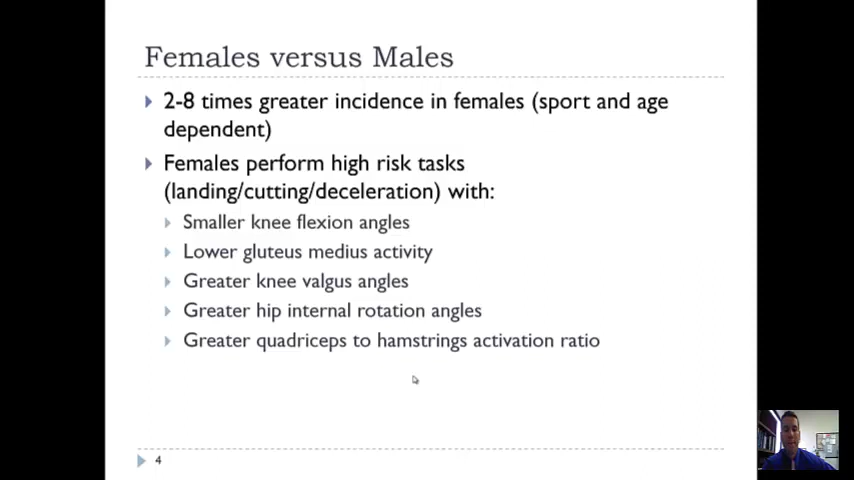 Females versus Males
2-8 times greater incidence in females (sport and age
dependent)
Females perform high risk tasks
(landing/cutting/deceleration) with:
Smaller knee flexion angles
Lower gluteus medius activity
Greater knee valgus angles
Greater hip internal rotation angles
Greater quadriceps to hamstrings activation ratio
4